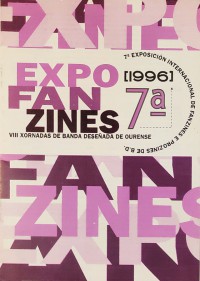 EXPO
[1996]
FAN
7ª
ZINES
7ª EXPOSICIÓN INTERNACIONAL DE FANZINES E PROZINES DE B.D.
VIII XORNADAS DE BANDA DESEÑADA DE OURENSE
FAN
ZINES